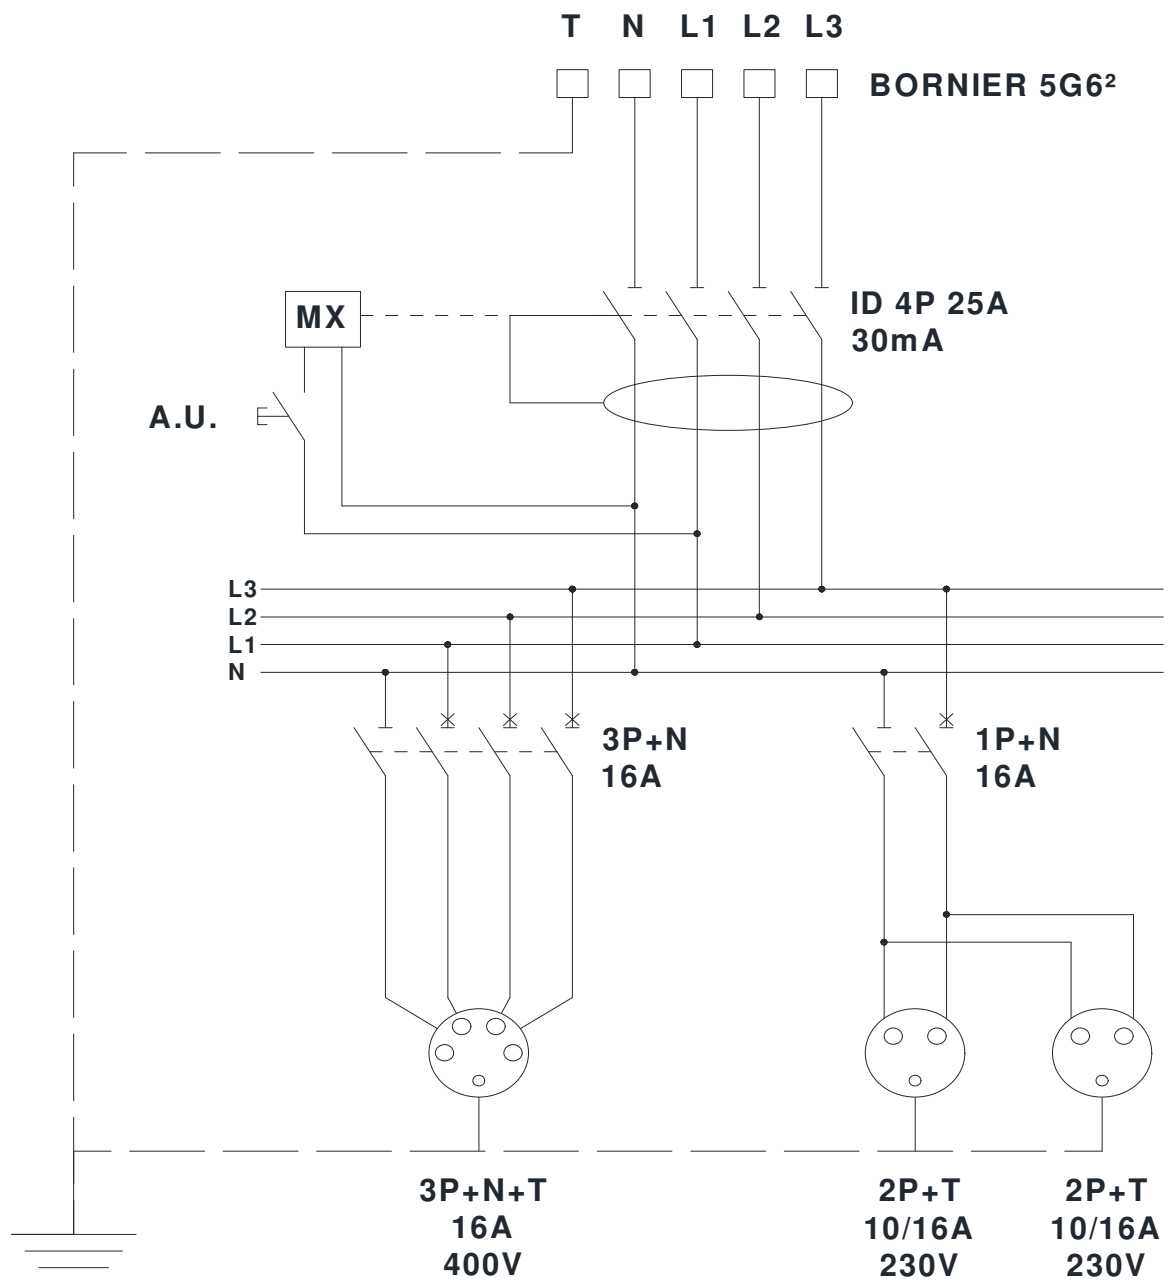 T N L1 L2 L3
BORNIER 5G6²
MX
ID 4P 25A
30mA
A.U.
L3
L2
L1
N
3P+N
16A
1P+N
16A
3P+N+T
16A
400V
2P+T
10/16A
230V
2P+T
10/16A
230V